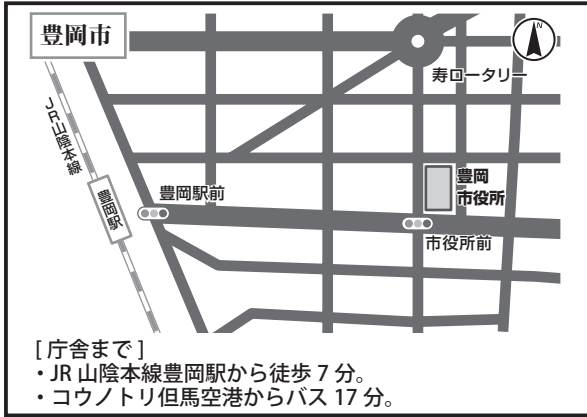 豊岡市
N
寿ロータリー
JR山陰本線
豊岡駅
豊岡駅前
豊岡
市役所
市役所前
[ 庁舎まで ]
・JR 山陰本線豊岡駅から徒歩 7 分。
・コウノトリ但馬空港からバス 17 分。